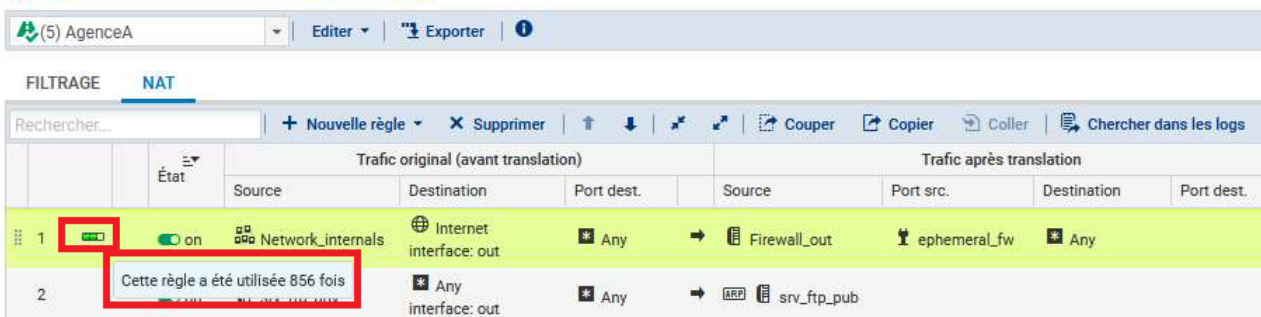 (5) AgenceA Editer Exporter
FILTRAGE NAT
Rechercher... Nouvelle règle Supprimer Couper Copier Coller Chercher dans les logs
État Trafic original (avant translation) Trafic après translation
Source Destination Port dest. Source Port src. Destination Port dest.
1 on Network_internals Internet Any Firewall_out ephemeral_fw Any
interface: out
Cette règle a été utilisée 856 fois
2 Any Any ARP srv_ftp_pub
interface: out